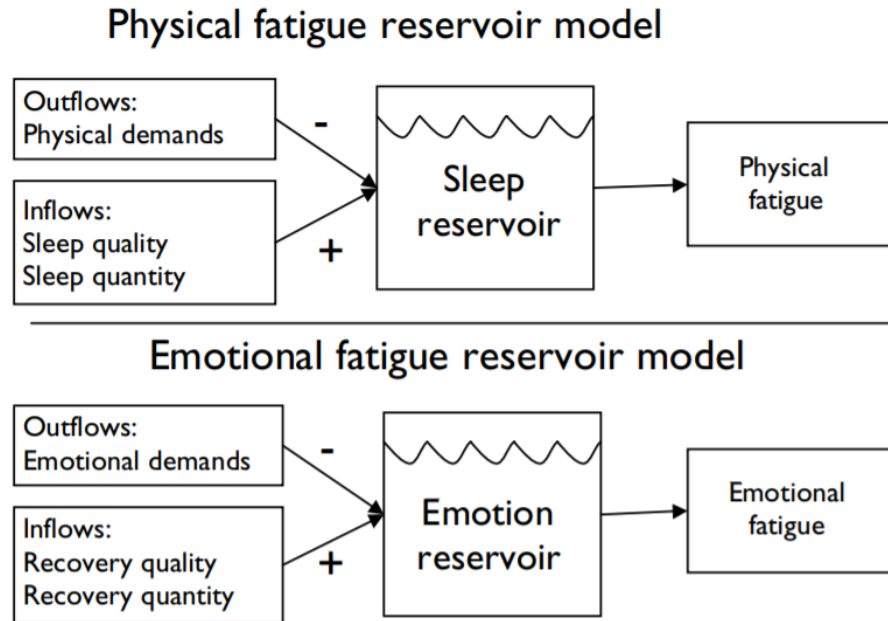 Physical fatigue reservoir model
Outflows:
Physical demands
-
Inflows:
Sleep quality
Sleep quantity
+
Sleep
reservoir
Physical
fatigue
Emotional fatigue reservoir model
Outflows:
Emotional demands
-
Inflows:
Recovery quality
Recovery quantity
+
Emotion
reservoir
Emotional
fatigue